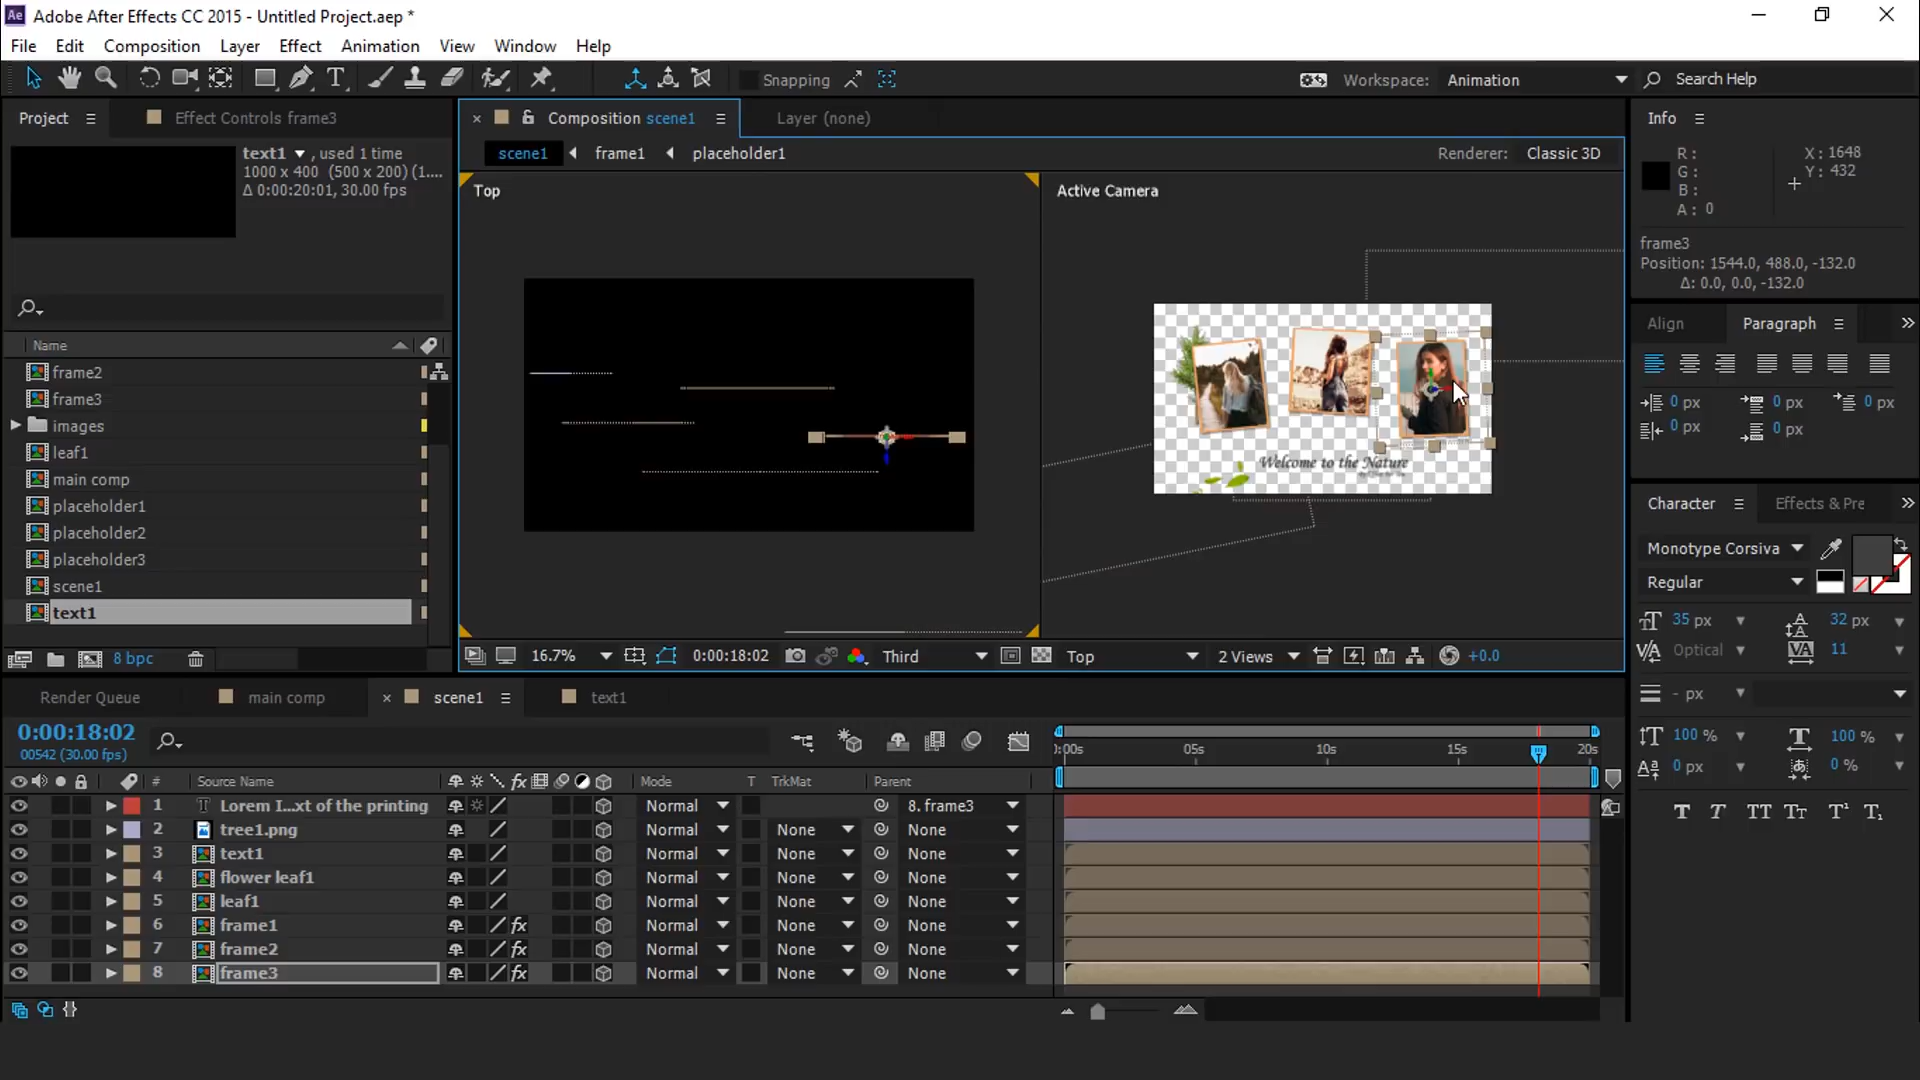 Adobe After Effects CC 2015 - Untitled Project.aep *
File Edit Composition Layer Effect Animation View Window Help
Snapping
Workspace: Animation
Search Help
Project
Effect Controls frame3
text1 , used 1 time
1000 x 400 (500 x 200) (1....
Δ 0:00:20:01, 30.00 fps
Name
frame2
frame3
images
leaf1
main comp
placeholder1
placeholder2
placeholder3
scene1
text1
8 bpc
Composition scene1
Layer (none)
scene1 frame1 placeholder1
Renderer: Classic 3D
Top
Active Camera
Welcome to the Nature
16.7% 0:00:18:02 Third Top 2 Views +0.0
Info
R: X: 1648
G: Y: 432
B:
A: 0
frame3
Position: 1544.0, 488.0, -132.0
Δ: 0.0, 0.0, -132.0
Align Paragraph
0 px 0 px 0 px
0 px 0 px
Character Effects & Pre
Monotype Corsiva
Regular
35 px 32 px
Optical 11
- px
100 % 100 %
0 px 0 %
Render Queue main comp scene1 text1
0:00:18:02
00542 (30.00 fps)
):00s 05s 10s 15s 20s
# Source Name Mode T TrkMat Parent
1 Lorem I...xt of the printing Normal 8. frame3
2 tree1.png Normal None None
3 text1 Normal None None
4 flower leaf1 Normal None None
5 leaf1 Normal None None
6 frame1 Normal None None
7 frame2 Normal None None
8 frame3 Normal None None